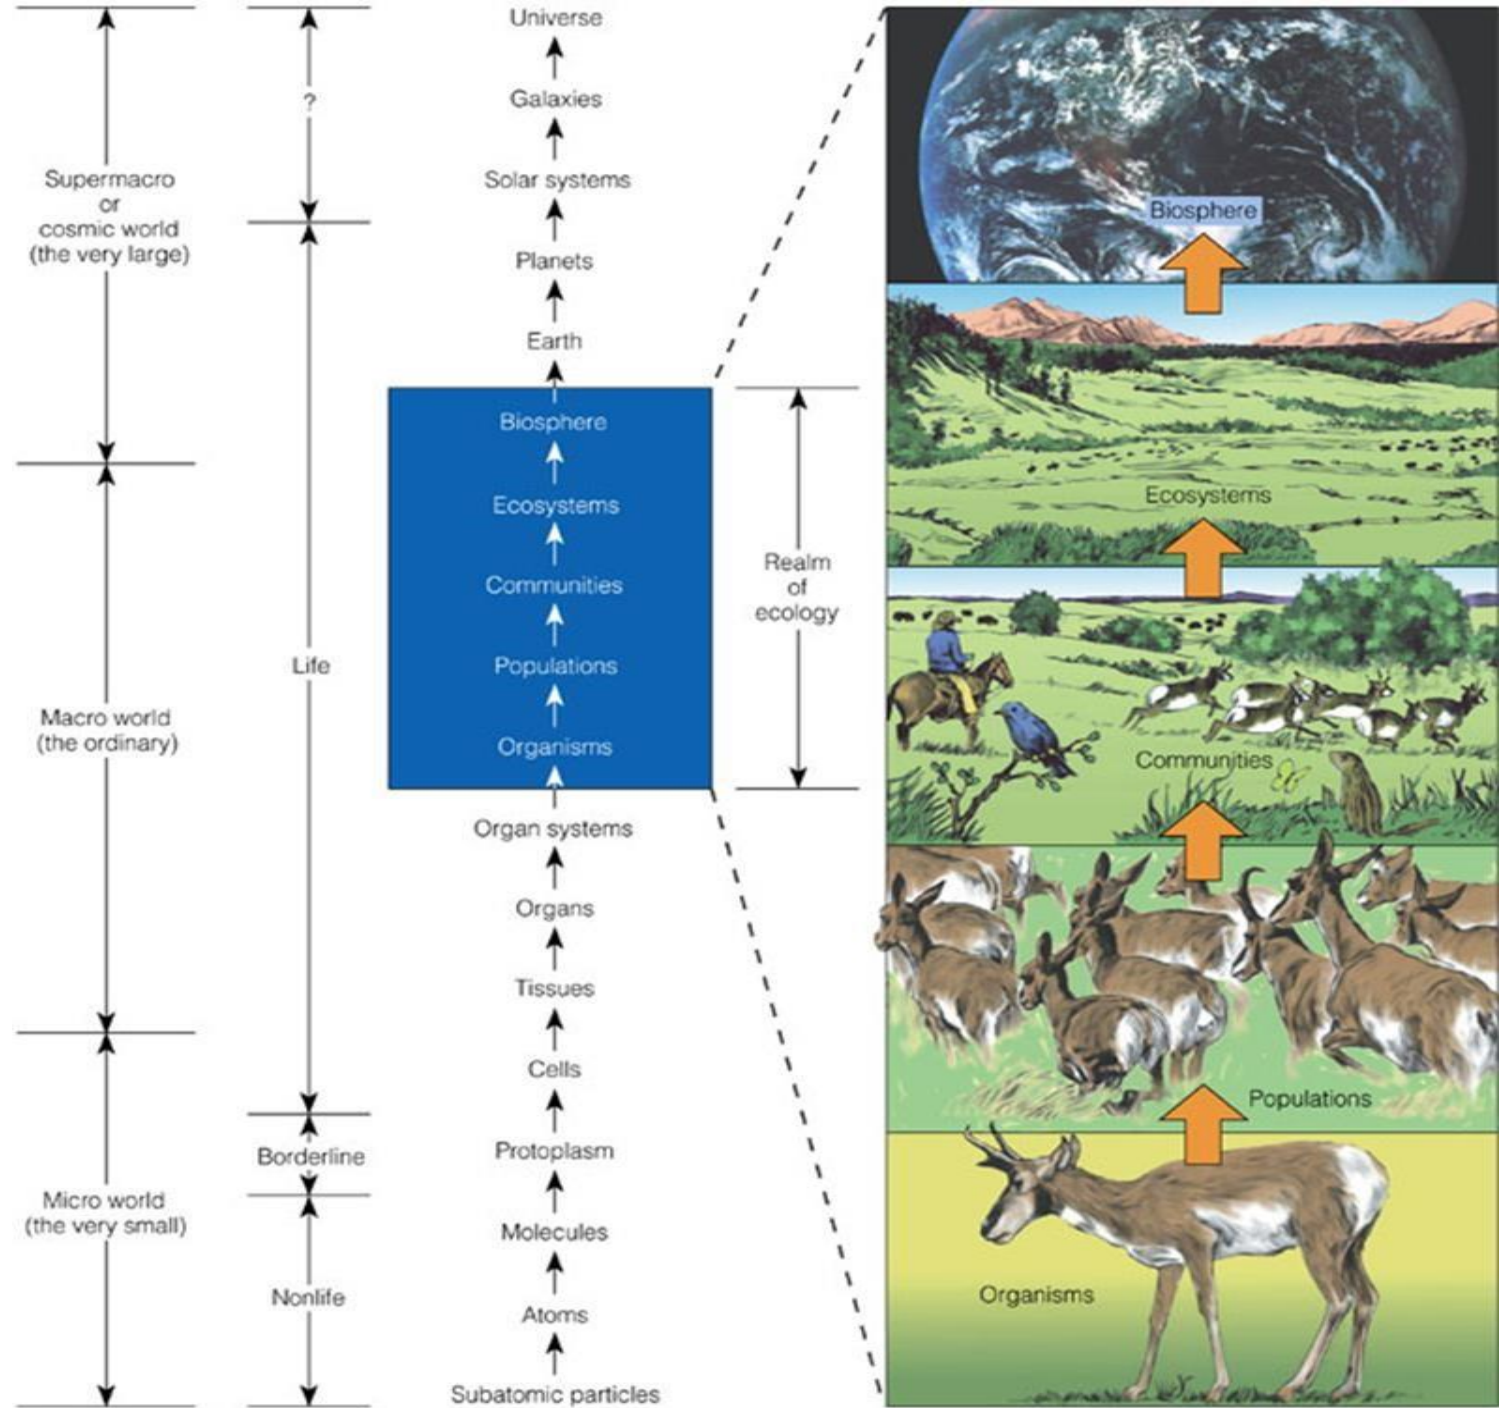 Supermacro
or
cosmic world
(the very large)
Macro world
(the ordinary)
Micro world
(the very small)
?
Life
Borderline
Nonlife
Universe
Galaxies
Solar systems
Planets
Earth
Biosphere
Ecosystems
Communities
Populations
Organisms
Organ systems
Organs
Tissues
Cells
Protoplasm
Molecules
Atoms
Subatomic particles
Realm
of
ecology
Biosphere
Ecosystems
Communities
Populations
Organisms